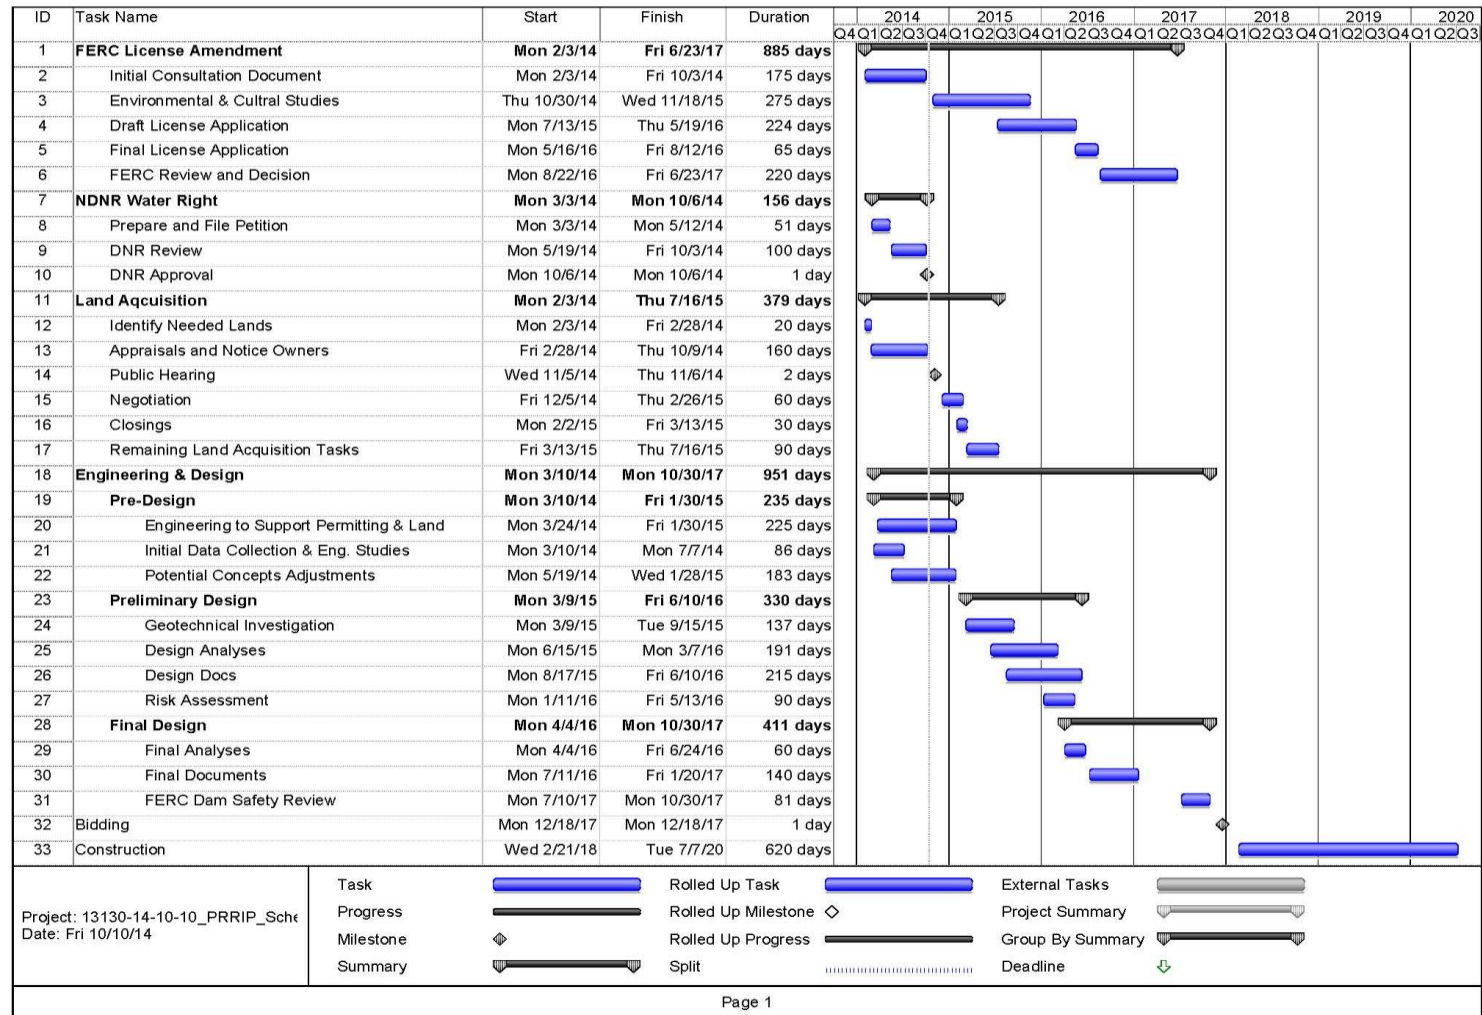 ID Task Name Start Finish Duration 2014 2015 2016 2017 2018 2019 2020
Q4 Q1 Q2 Q3 Q4 Q1 Q2 Q3 Q4 Q1 Q2 Q3 Q4 Q1 Q2 Q3 Q4 Q1 Q2 Q3 Q4 Q1 Q2 Q3 Q4 Q1 Q2 Q3
1 FERC License Amendment Mon 2/3/14 Fri 6/23/17 885 days
2 Initial Consultation Document Mon 2/3/14 Fri 10/3/14 175 days
3 Environmental & Cultral Studies Thu 10/30/14 Wed 11/18/15 275 days
4 Draft License Application Mon 7/13/15 Thu 5/19/16 224 days
5 Final License Application Mon 5/16/16 Fri 8/12/16 65 days
6 FERC Review and Decision Mon 8/22/16 Fri 6/23/17 220 days
7 NDNR Water Right Mon 3/3/14 Mon 10/6/14 156 days
8 Prepare and File Petition Mon 3/3/14 Mon 5/12/14 51 days
9 DNR Review Mon 5/19/14 Fri 10/3/14 100 days
10 DNR Approval Mon 10/6/14 Mon 10/6/14 1 day
11 Land Aqcuisition Mon 2/3/14 Thu 7/16/15 379 days
12 Identify Needed Lands Mon 2/3/14 Fri 2/28/14 20 days
13 Appraisals and Notice Owners Fri 2/28/14 Thu 10/9/14 160 days
14 Public Hearing Wed 11/5/14 Thu 11/6/14 2 days
15 Negotiation Fri 12/5/14 Thu 2/26/15 60 days
16 Closings Mon 2/2/15 Fri 3/13/15 30 days
17 Remaining Land Acquisition Tasks Fri 3/13/15 Thu 7/16/15 90 days
18 Engineering & Design Mon 3/10/14 Mon 10/30/17 951 days
19 Pre-Design Mon 3/10/14 Fri 1/30/15 235 days
20 Engineering to Support Permitting & Land Mon 3/24/14 Fri 1/30/15 225 days
21 Initial Data Collection & Eng. Studies Mon 3/10/14 Mon 7/7/14 86 days
22 Potential Concepts Adjustments Mon 5/19/14 Wed 1/28/15 183 days
23 Preliminary Design Mon 3/9/15 Fri 6/10/16 330 days
24 Geotechnical Investigation Mon 3/9/15 Tue 9/15/15 137 days
25 Design Analyses Mon 6/15/15 Mon 3/7/16 191 days
26 Design Docs Mon 8/17/15 Fri 6/10/16 215 days
27 Risk Assessment Mon 1/11/16 Fri 5/13/16 90 days
28 Final Design Mon 4/4/16 Mon 10/30/17 411 days
29 Final Analyses Mon 4/4/16 Fri 6/24/16 60 days
30 Final Documents Mon 7/11/16 Fri 1/20/17 140 days
31 FERC Dam Safety Review Mon 7/10/17 Mon 10/30/17 81 days
32 Bidding Mon 12/18/17 Mon 12/18/17 1 day
33 Construction Wed 2/21/18 Tue 7/7/20 620 days
Project: 13130-14-10-10_PRRIP_Sche
Date: Fri 10/10/14
Task Rolled Up Task External Tasks
Progress Rolled Up Milestone Project Summary
Milestone Rolled Up Progress Group By Summary
Summary Split Deadline
Page 1